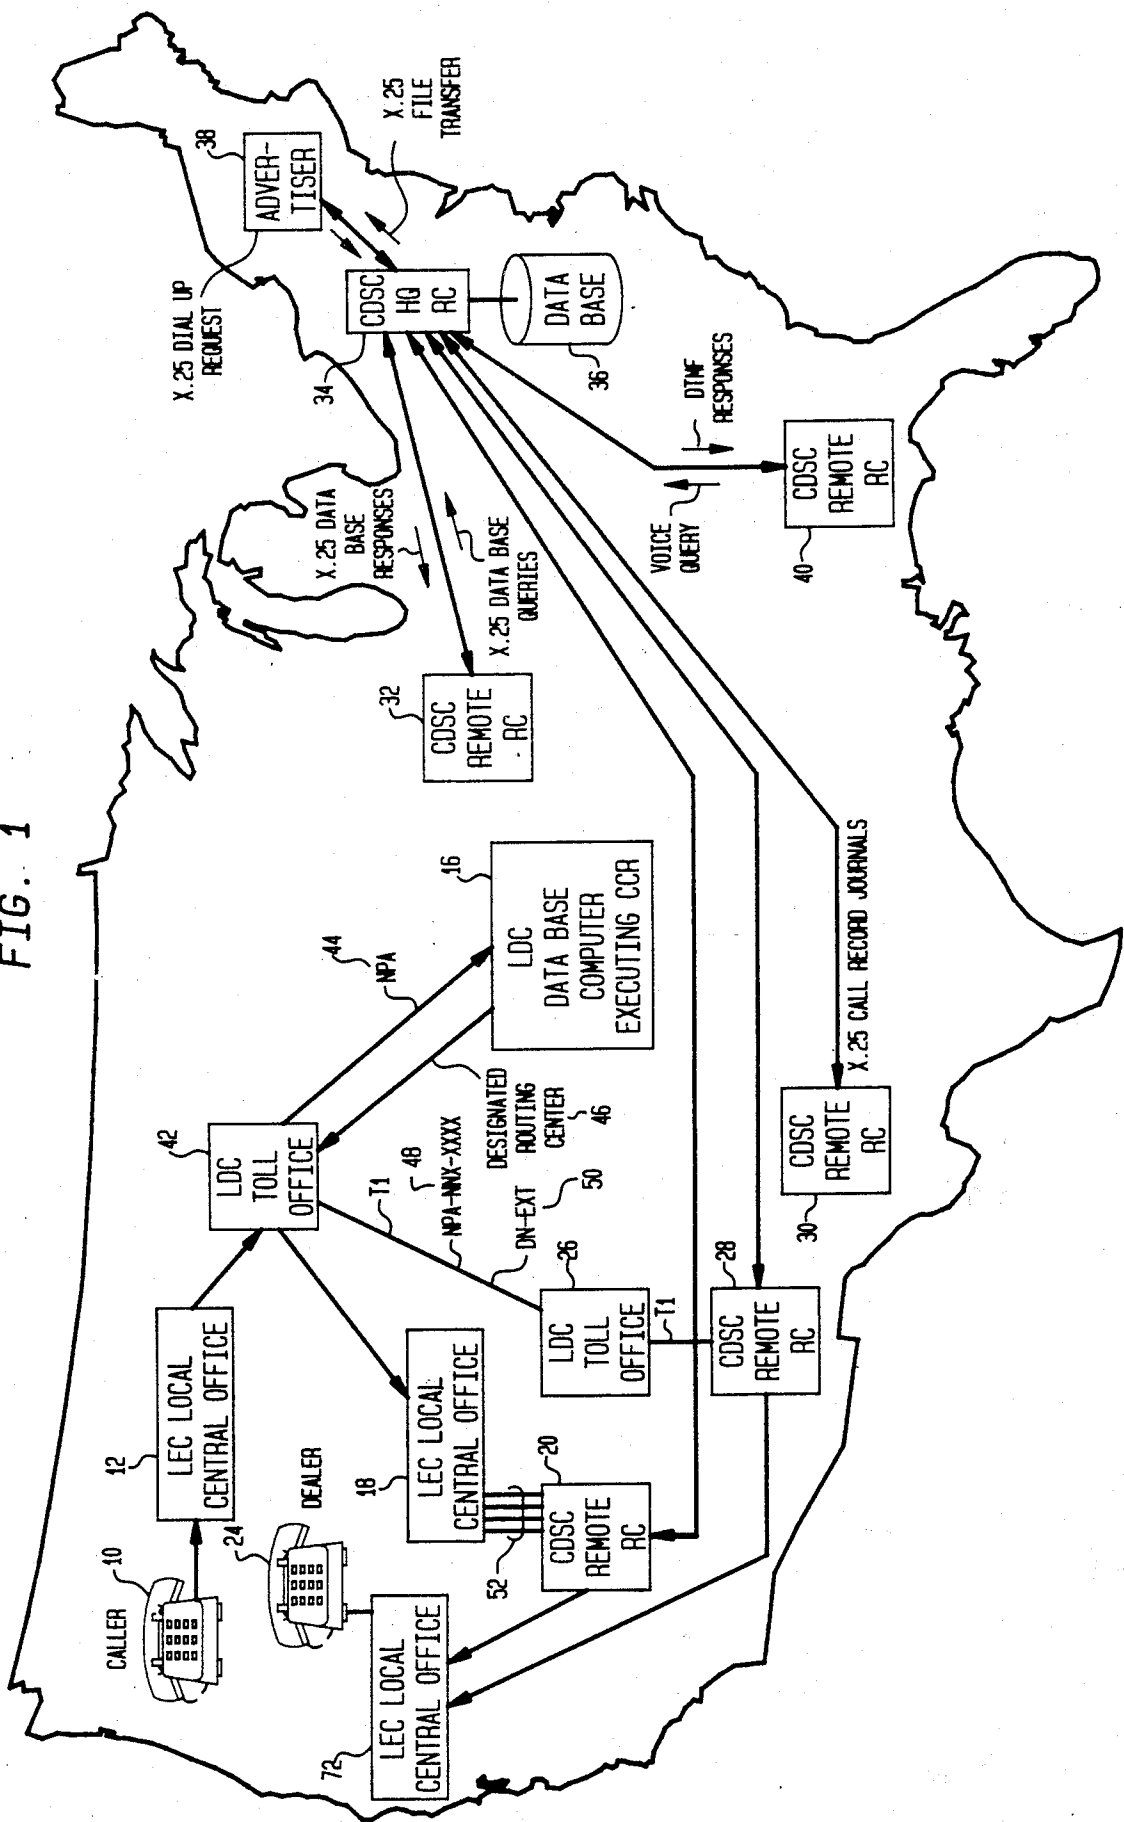 FIG. 1
CALLER
10
12
LEC LOCAL
CENTRAL OFFICE
24
DEALER
72
LEC LOCAL
CENTRAL OFFICE
18
LEC LOCAL
CENTRAL OFFICE
52
20
CDSC
REMOTE
RC
42
LDC
TOLL
OFFICE
44
NPA
16
LDC
DATA BASE
COMPUTER
EXECUTING CCR
DESIGNATED
ROUTING
CENTER
46
T1
48
NPA-NNX-XXXX
DN-EXT
50
26
LDC
TOLL
OFFICE
T1
28
CDSC
REMOTE
RC
30
CDSC
REMOTE
RC
X.25 CALL RECORD JOURNALS
32
CDSC
REMOTE
RC
X.25 DATA
BASE
RESPONSES
X.25 DATA BASE
QUERIES
34
CDSC
HQ
RC
36
DATA
BASE
X.25 DIAL UP
REQUEST
38
ADVER-
TISER
X.25
FILE
TRANSFER
VOICE
QUERY
DTMF
RESPONSES
40
CDSC
REMOTE
RC